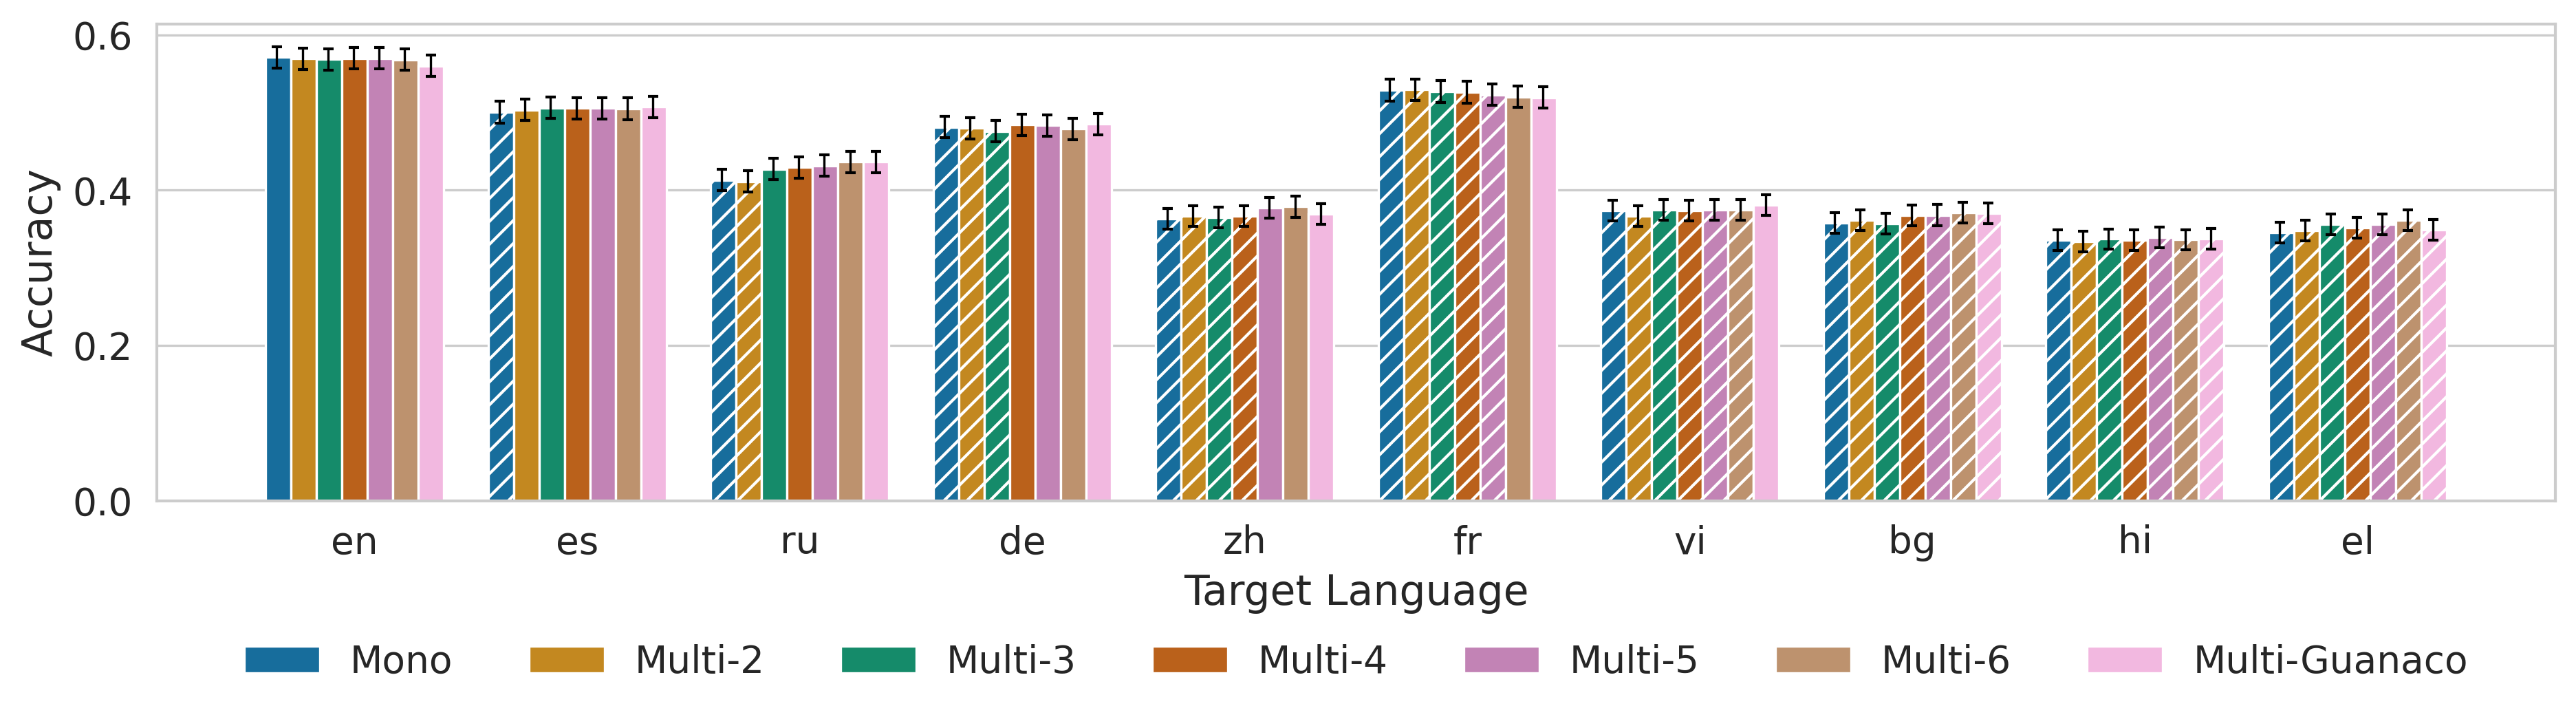 0.6
0.4
0.2
0.0
Accuracy
en es ru de zh fr vi bg hi el
Target Language
Mono Multi-2 Multi-3 Multi-4 Multi-5 Multi-6 Multi-Guanaco